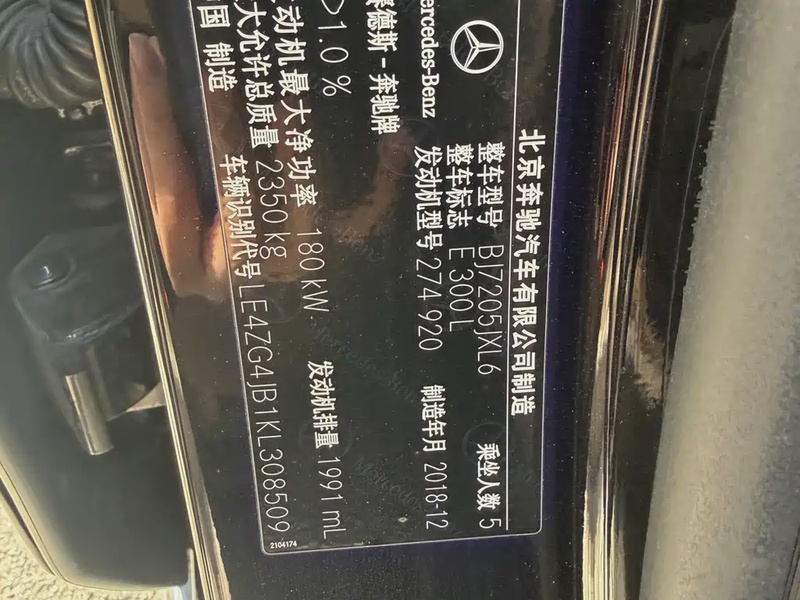 北京奔驰汽车有限公司制造
Mercedes-Benz
整车型号 BJ7205JXL6 乘坐人数 5
整车标志 E 300 L
发动机型号 274 920 制造年月 2018-12
德斯-奔驰牌
>1.0 %
动机最大净功率 180 kW 发动机排量 1991 mL
大允许总质量 2350 kg
国 制造 车辆识别代号 LE4ZG4JB1KL308509
2104174